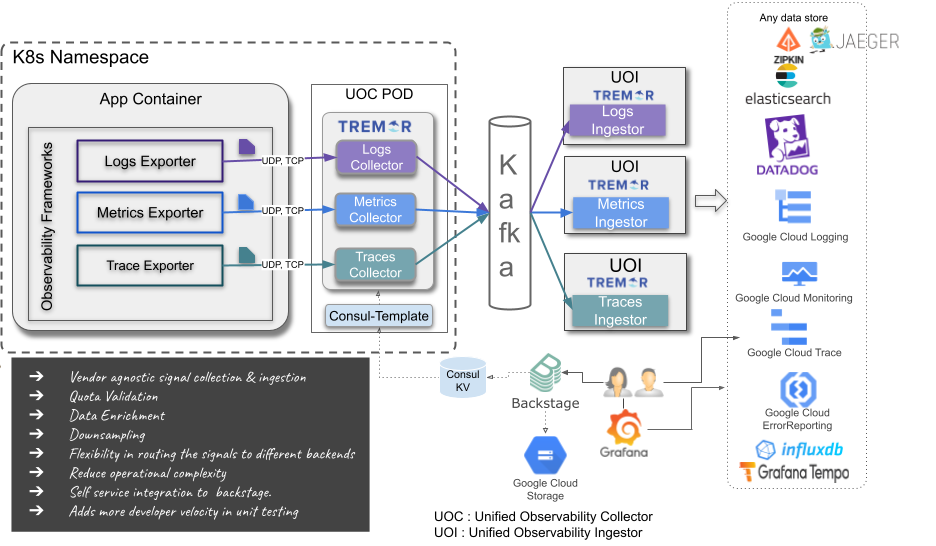 K8s Namespace
App Container
Observability Frameworks
Logs Exporter
Metrics Exporter
Trace Exporter
UDP, TCP
UDP, TCP
UDP, TCP
UOC POD
TREMOR
Logs
Collector
Metrics
Collector
Traces
Collector
Consul-Template
Kafka
UOI
TREMOR
Logs
Ingestor
UOI
TREMOR
Metrics
Ingestor
UOI
TREMOR
Traces
Ingestor
Any data store
ZIPKIN
JAEGER
elasticsearch
DATADOG
Google Cloud Logging
Google Cloud Monitoring
Google Cloud Trace
Google Cloud
ErrorReporting
influxdb
Grafana Tempo
Consul
KV
Backstage
Grafana
Google Cloud
Storage
➔ Vendor agnostic signal collection & ingestion
➔ Quota Validation
➔ Data Enrichment
➔ Downsampling
➔ Flexibility in routing the signals to different backends
➔ Reduce operational complexity
➔ Self service integration to backstage.
➔ Adds more developer velocity in unit testing
UOC : Unified Observability Collector
UOI : Unified Observability Ingestor